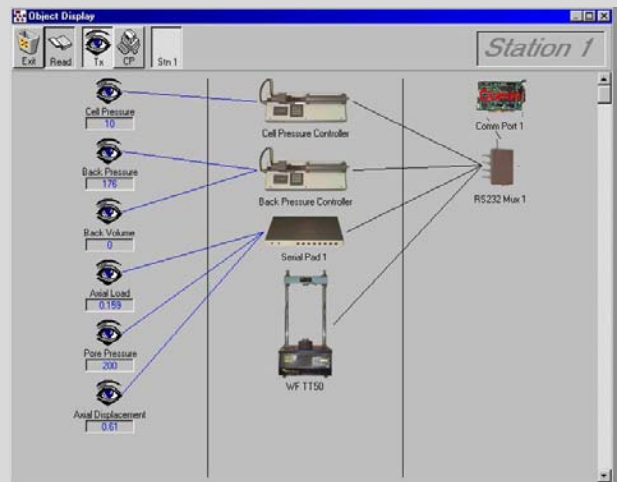 Object Display
Exit
Read
Tx
CP
Stn 1
Station 1
Cell Pressure
10
Back Pressure
176
Back Volume
0
Axial Load
0.159
Pore Pressure
200
Axial Displacement
0.61
Cell Pressure Controller
Back Pressure Controller
Serial Pad 1
WF TT50
Comm
Comm Port 1
RS232 Mux 1